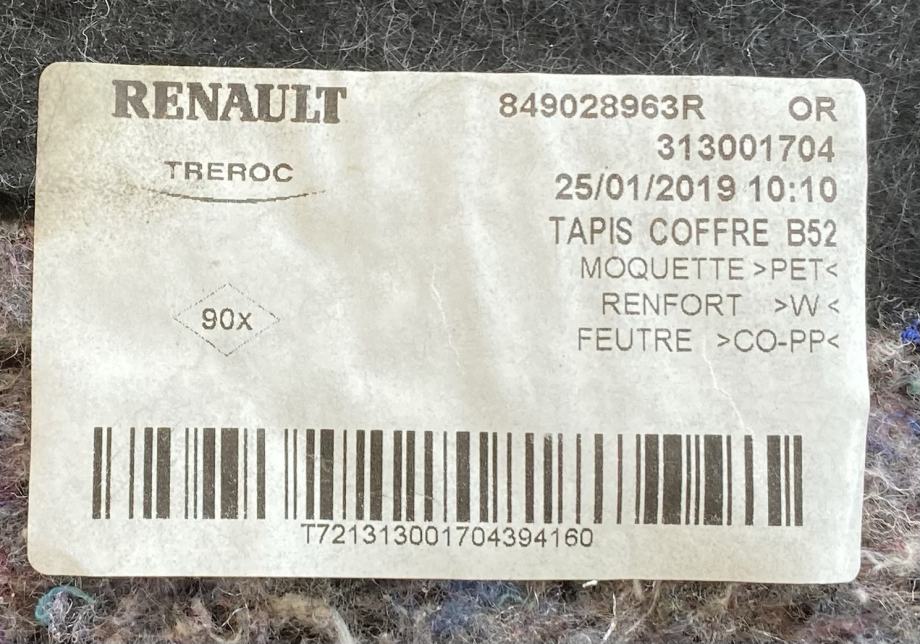 RENAULT
TREROC
90x
849028963R OR
313001704
25/01/2019 10:10
TAPIS COFFRE B52
MOQUETTE >PET<
RENFORT >W<
FEUTRE >CO-PP<
T721313001704394160